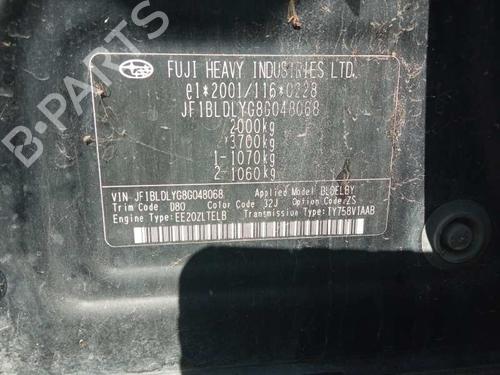 FUJI HEAVY INDUSTRIES LTD.
e1*2001/116*0228
JF1BLDLYG8G048068
2000kg
3700kg
1-1070kg
2-1060kg
VIN JF1BLDLYG8G048068 Applied Model BLDELBY
Trim Code D80 Color Code 32J Option Code ZS
Engine Type: EE20ZLTELB Transmission Type: TY758V1AAB
B-PARTS